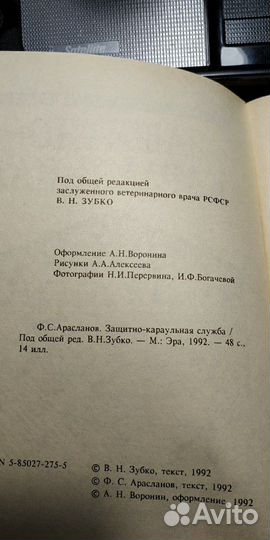 Satellite
Под общей редакцией
заслуженного ветеринарного врача РСФСР
В. Н. ЗУБКО
Оформление А.Н.Воронина
Рисунки А.А.Алексеева
Фотографии Н.И.Перервина, И.Ф.Богачевой
Ф.С.Арасланов. Защитно-караульная служба /
Под общей ред. В.Н.Зубко. — М.: Эра, 1992. — 48 с.,
14 илл.
N 5-85027-275-5
© В. Н. Зубко, текст, 1992
© Ф. С. Арасланов, текст, 1992
© А. Н. Воронин, оформление, 1992
Avito